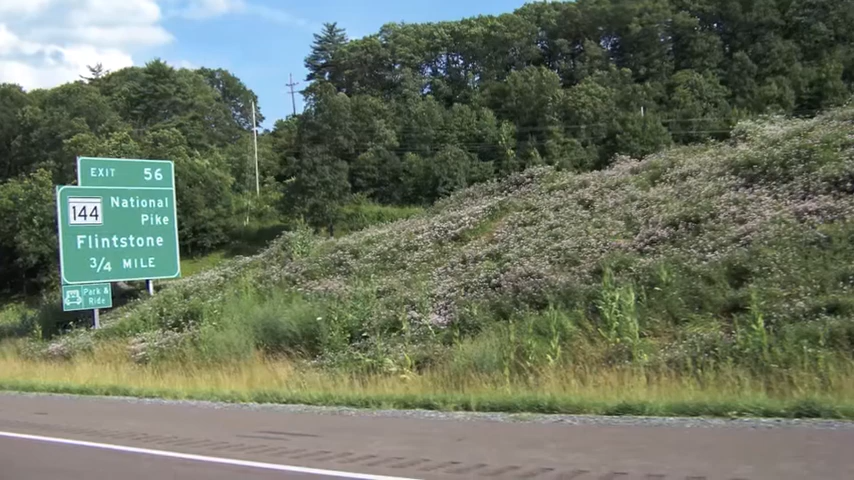 EXIT 56
144 National
Pike
Flintstone
3/4 MILE
Park &
Ride